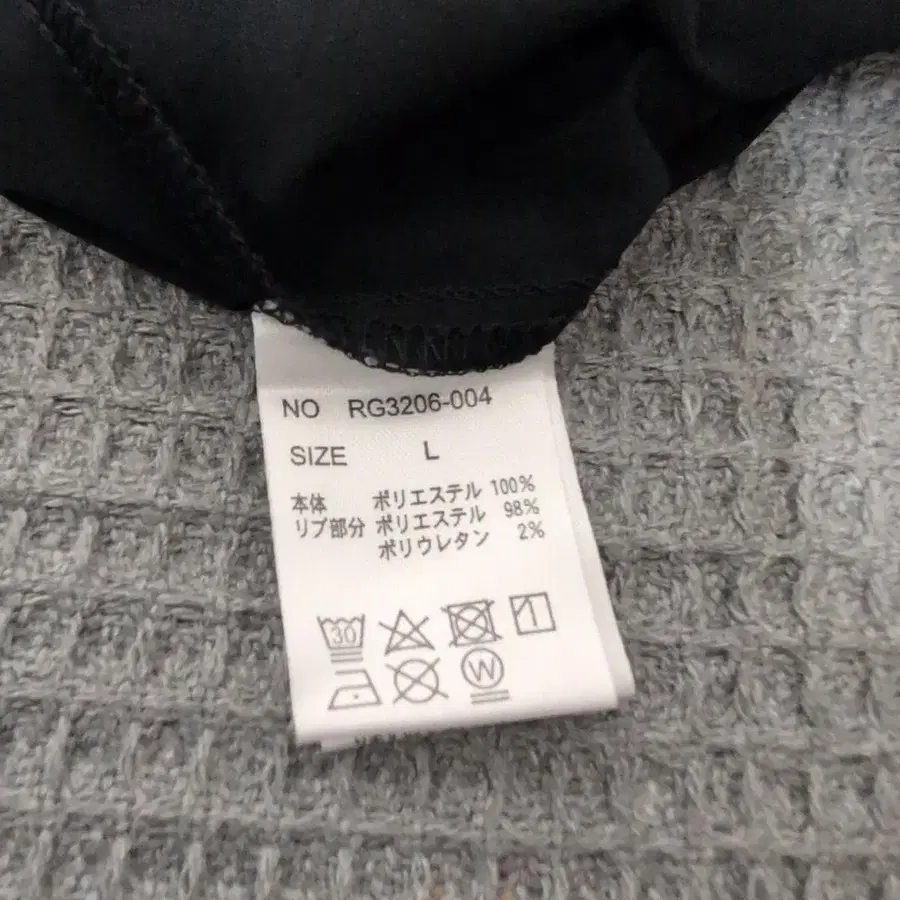 NO RG3206-004
SIZE L
本体 ポリエステル 100%
リブ部分 ポリエステル 98%
ポリウレタン 2%
30
W